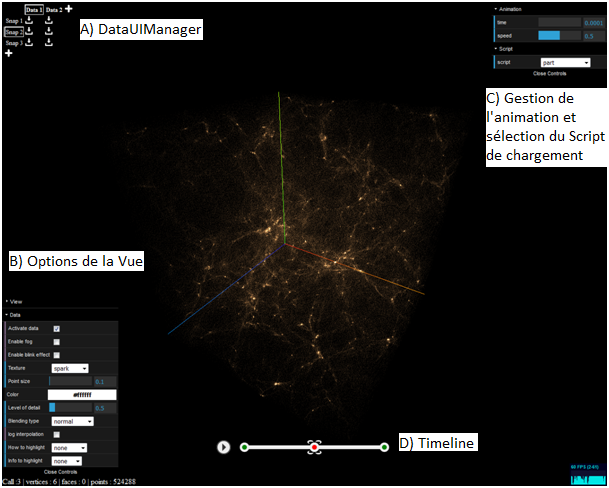 Data 1 Data 2
Snap 1
Snap 2
Snap 3
A) DataUIManager
Animation
time 0.0001
speed 0.5
Script
script part
Close Controls
C) Gestion de
l'animation et
sélection du Script
de chargement
B) Options de la Vue
View
Data
Activate data
Enable fog
Enable blink effect
Texture spark
Point size 0.1
Color #ffffff
Level of detail 0.5
Blending type normal
log interpolation
How to highlight none
Info to highlight none
Close Controls
D) Timeline
Call :3 | vertices : 6 | faces : 0 | points : 524288
60 FPS (2-61)